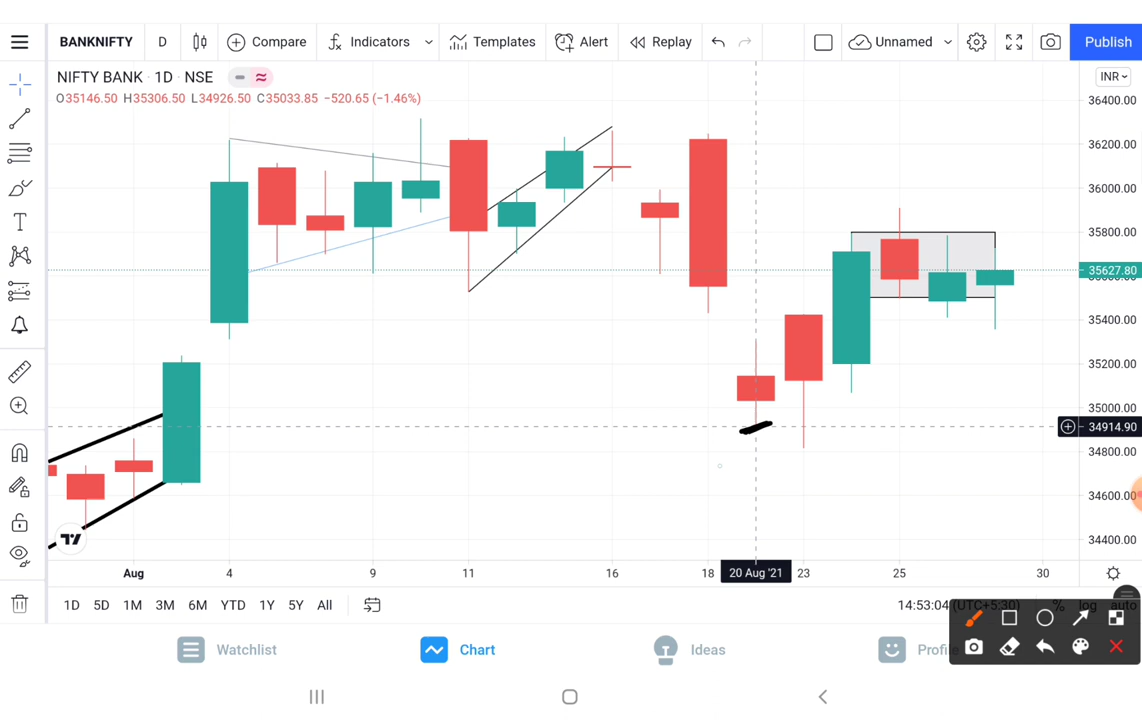 BANKNIFTY D Compare Indicators Templates Alert Replay Unnamed Publish
NIFTY BANK · 1D · NSE
INR
O35146.50 H35306.50 L34926.50 C35033.85 −520.65 (−1.46%)
36400.00
36200.00
36000.00
35800.00
35627.80
35400.00
35200.00
35000.00
34914.90
34800.00
34600.00
34400.00
Aug 4 9 11 16 18 20 Aug '21 23 25 30
1D 5D 1M 3M 6M YTD 1Y 5Y All 14:53:04 (UTC+5:30) % log auto
Watchlist Chart Ideas